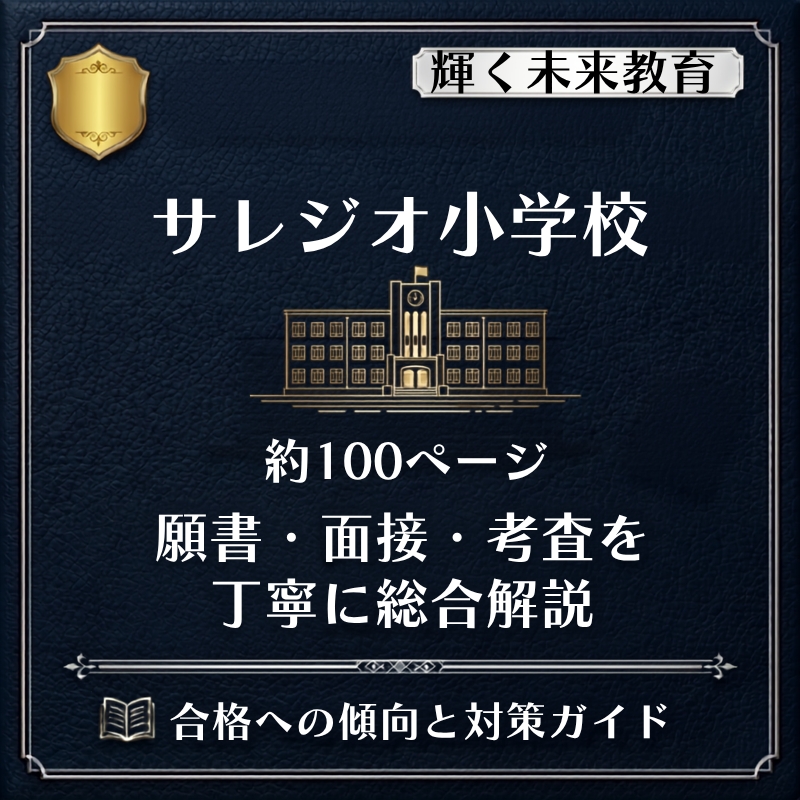 輝く未来教育
サレジオ小学校
約100ページ
願書・面接・考査を
丁寧に総合解説
合格への傾向と対策ガイド